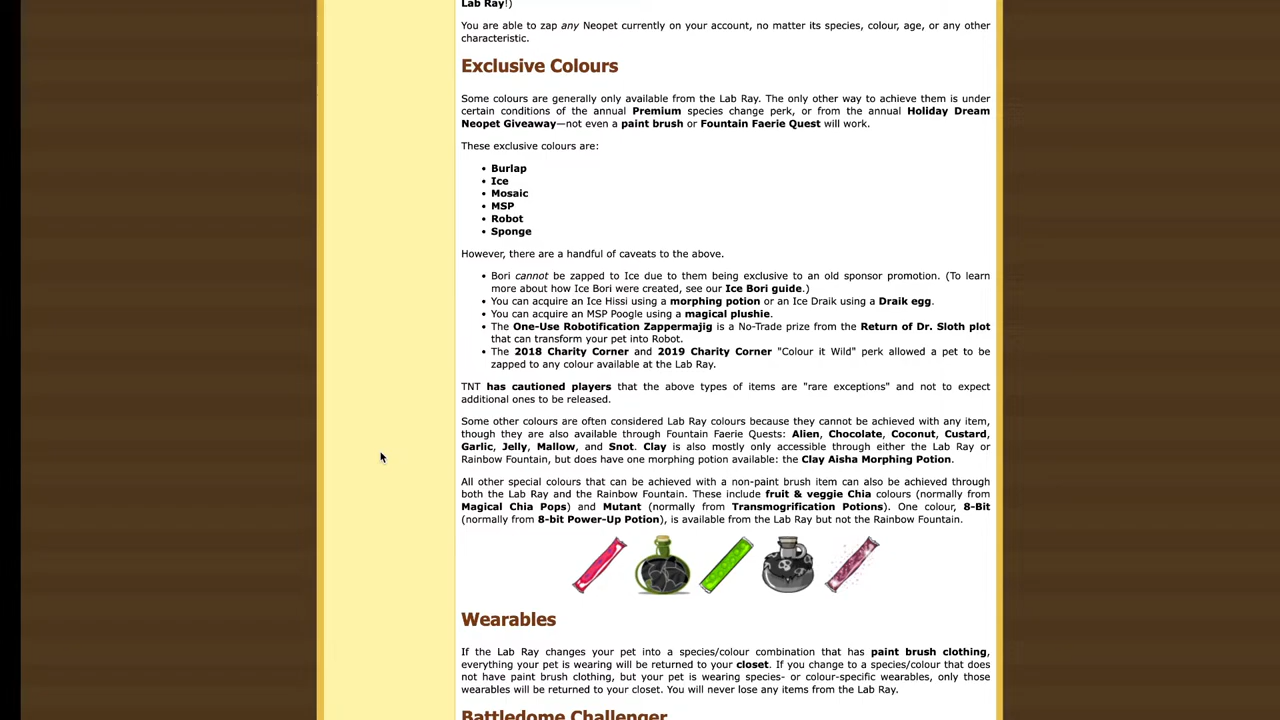 Lab Ray!)
You are able to zap any Neopet currently on your account, no matter its species, colour, age, or any other
characteristic.
Exclusive Colours
Some colours are generally only available from the Lab Ray. The only other way to achieve them is under
certain conditions of the annual Premium species change perk, or from the annual Holiday Dream
Neopet Giveaway—not even a paint brush or Fountain Faerie Quest will work.
These exclusive colours are:
• Burlap
• Ice
• Mosaic
• MSP
• Robot
• Sponge
However, there are a handful of caveats to the above.
• Bori cannot be zapped to Ice due to them being exclusive to an old sponsor promotion. (To learn
more about how Ice Bori were created, see our Ice Bori guide.)
• You can acquire an Ice Hissi using a morphing potion or an Ice Draik using a Draik egg.
• You can acquire an MSP Poogle using a magical plushie.
• The One-Use Robotification Zappermajig is a No-Trade prize from the Return of Dr. Sloth plot
that can transform your pet into Robot.
• The 2018 Charity Corner and 2019 Charity Corner "Colour it Wild" perk allowed a pet to be
zapped to any colour available at the Lab Ray.
TNT has cautioned players that the above types of items are "rare exceptions" and not to expect
additional ones to be released.
Some other colours are often considered Lab Ray colours because they cannot be achieved with any item,
though they are also available through Fountain Faerie Quests: Alien, Chocolate, Coconut, Custard,
Garlic, Jelly, Mallow, and Snot. Clay is also mostly only accessible through either the Lab Ray or
Rainbow Fountain, but does have one morphing potion available: the Clay Aisha Morphing Potion.
All other special colours that can be achieved with a non-paint brush item can also be achieved through
both the Lab Ray and the Rainbow Fountain. These include fruit & veggie Chia colours (normally from
Magical Chia Pops) and Mutant (normally from Transmogrification Potions). One colour, 8-Bit
(normally from 8-bit Power-Up Potion), is available from the Lab Ray but not the Rainbow Fountain.
Wearables
If the Lab Ray changes your pet into a species/colour combination that has paint brush clothing,
everything your pet is wearing will be returned to your closet. If you change to a species/colour that does
not have paint brush clothing, but your pet is wearing species- or colour-specific wearables, only those
wearables will be returned to your closet. You will never lose any items from the Lab Ray.
Battledome Challenger